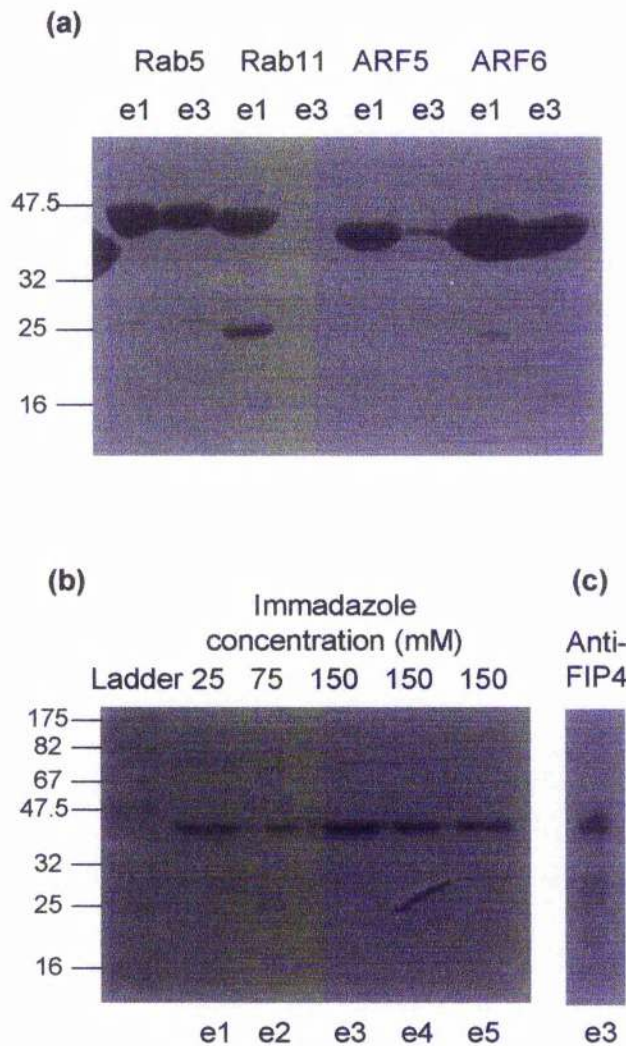 (a)
Rab5 Rab11 ARF5 ARF6
e1 e3 e1 e3 e1 e3 e1 e3
47.5
32
25
16
(b) (c)
Immadazole
concentration (mM)
Anti-
FIP4
Ladder 25 75 150 150 150
175
82
67
47.5
32
25
16
e1 e2 e3 e4 e5 e3